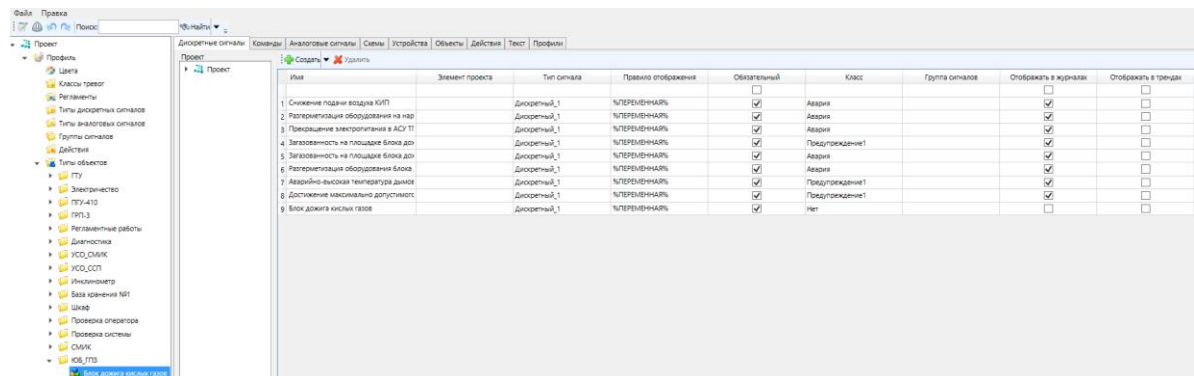 Файл Правка
Поиск: Найти
Проект
Профиль
Цвета
Классы тревог
Регламенты
Типы дискретных сигналов
Типы аналоговых сигналов
Группы сигналов
Действия
Типы объектов
ГТУ
Электричество
ПГУ-410
ГРП-3
Регламентные работы
Диагностика
УСО_СМИК
УСО_ССП
Инклинометр
База хранения №1
Шкаф
Проверка оператора
Проверка системы
СМИК
ЮБ_ГПЗ
Блок дожига кислых газов
Дискретные сигналы Команды Аналоговые сигналы Схемы Устройства Объекты Действия Текст Профили
Проект
Проект
Создать Удалить
Имя Элемент проекта Тип сигнала Правило отображения Обязательный Класс Группа сигналов Отображать в журналах Отображать в трендах
1 Снижение подачи воздуха КИП Дискретный_1 %ПЕРЕМЕННАЯ% Авария
2 Разгерметизация оборудования на нар Дискретный_1 %ПЕРЕМЕННАЯ% Авария
3 Прекращение электропитания в АСУ ТГ Дискретный_1 %ПЕРЕМЕННАЯ% Авария
4 Загазованность на площадке блока дож Дискретный_1 %ПЕРЕМЕННАЯ% Предупреждение1
5 Загазованность на площадке блока дож Дискретный_1 %ПЕРЕМЕННАЯ% Авария
6 Разгерметизация оборудования блока Дискретный_1 %ПЕРЕМЕННАЯ% Авария
7 Аварийно-высокая температура дымов Дискретный_1 %ПЕРЕМЕННАЯ% Предупреждение1
8 Достижение максимально допустимого Дискретный_1 %ПЕРЕМЕННАЯ% Предупреждение1
9 Блок дожига кислых газов Дискретный_1 %ПЕРЕМЕННАЯ% Нет